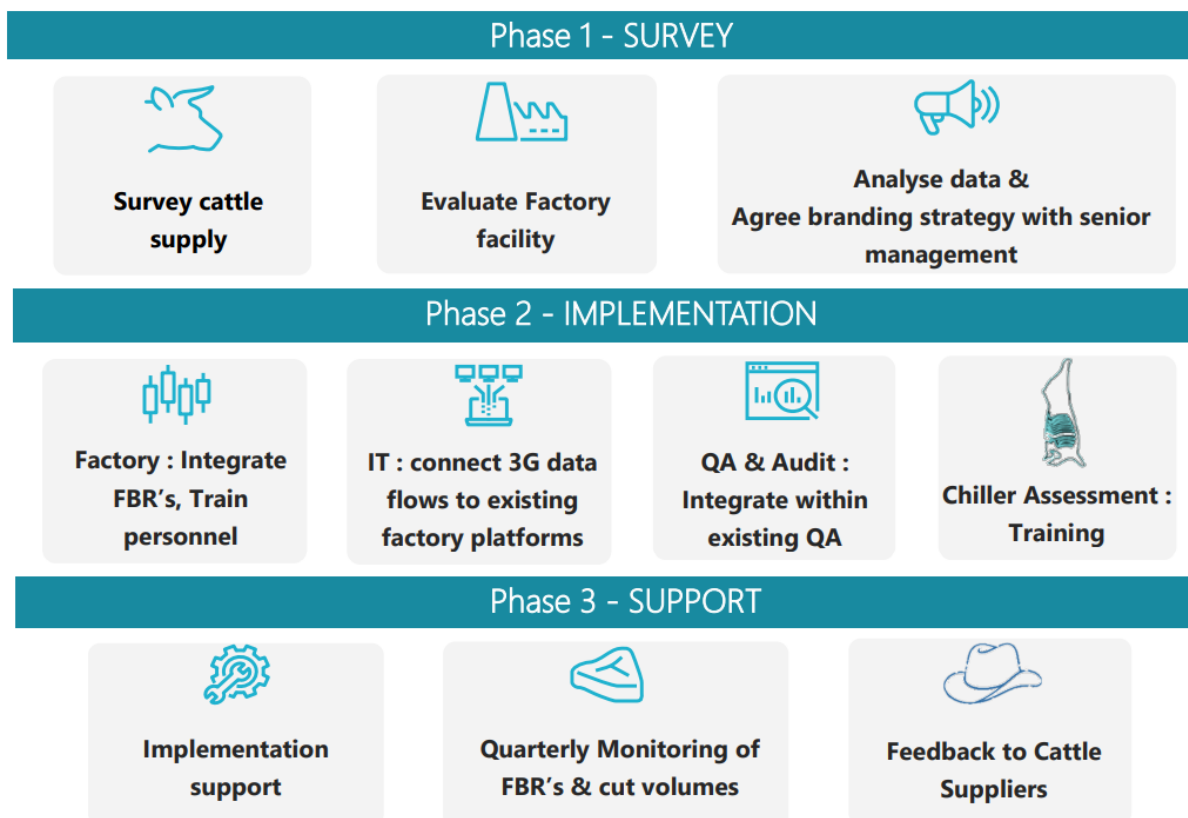 Phase 1 - SURVEY
Survey cattle
supply
Evaluate Factory
facility
Analyse data &
Agree branding strategy with senior
management
Phase 2 - IMPLEMENTATION
Factory : Integrate
FBR's, Train
personnel
IT : connect 3G data
flows to existing
factory platforms
QA & Audit :
Integrate within
existing QA
Chiller Assessment :
Training
Phase 3 - SUPPORT
Implementation
support
Quarterly Monitoring of
FBR's & cut volumes
Feedback to Cattle
Suppliers